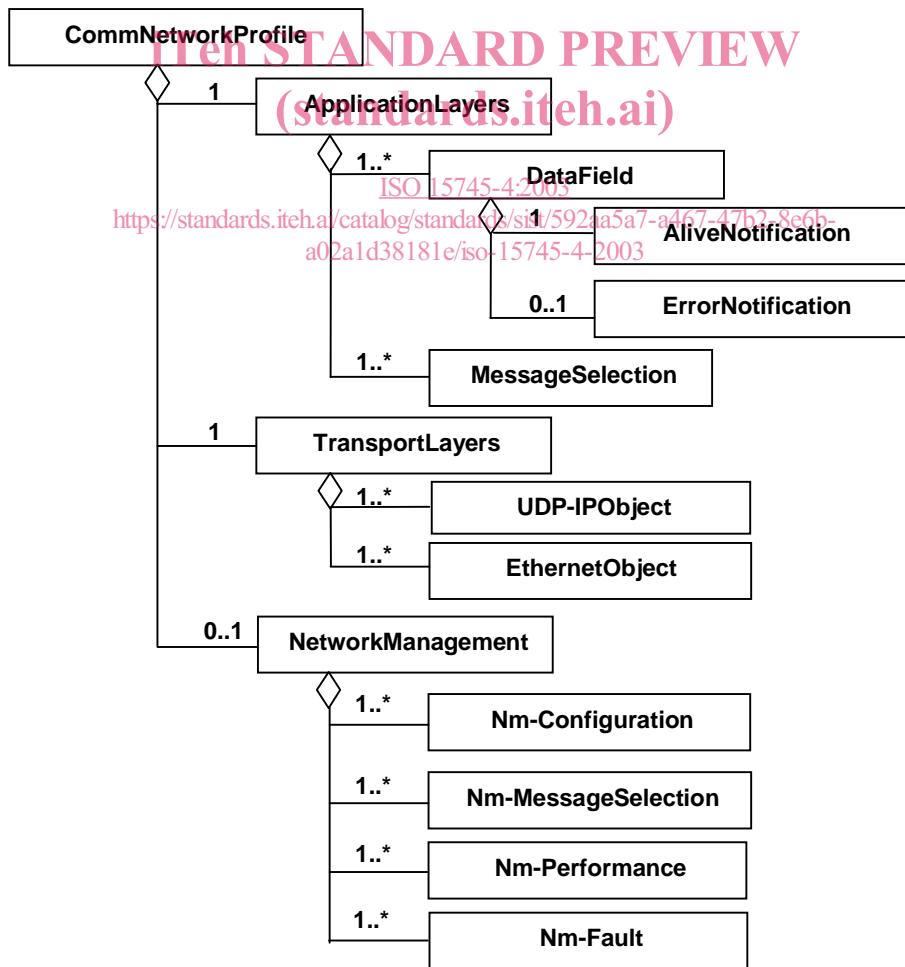 CommNetworkProfile
iTeh STANDARD PREVIEW
1
ApplicationLayers
(standards.iteh.ai)
1..*
DataField
ISO 15745-4:2003
https://standards.iteh.ai/catalog/standards/sist/592aa5a7-a467-47b2-8e6b-
1
AliveNotification
a02a1d38181e/iso-15745-4-2003
0..1
ErrorNotification
1..*
MessageSelection
1
TransportLayers
1..*
UDP-IPObject
1..*
EthernetObject
0..1
NetworkManagement
1..*
Nm-Configuration
1..*
Nm-MessageSelection
1..*
Nm-Performance
1..*
Nm-Fault